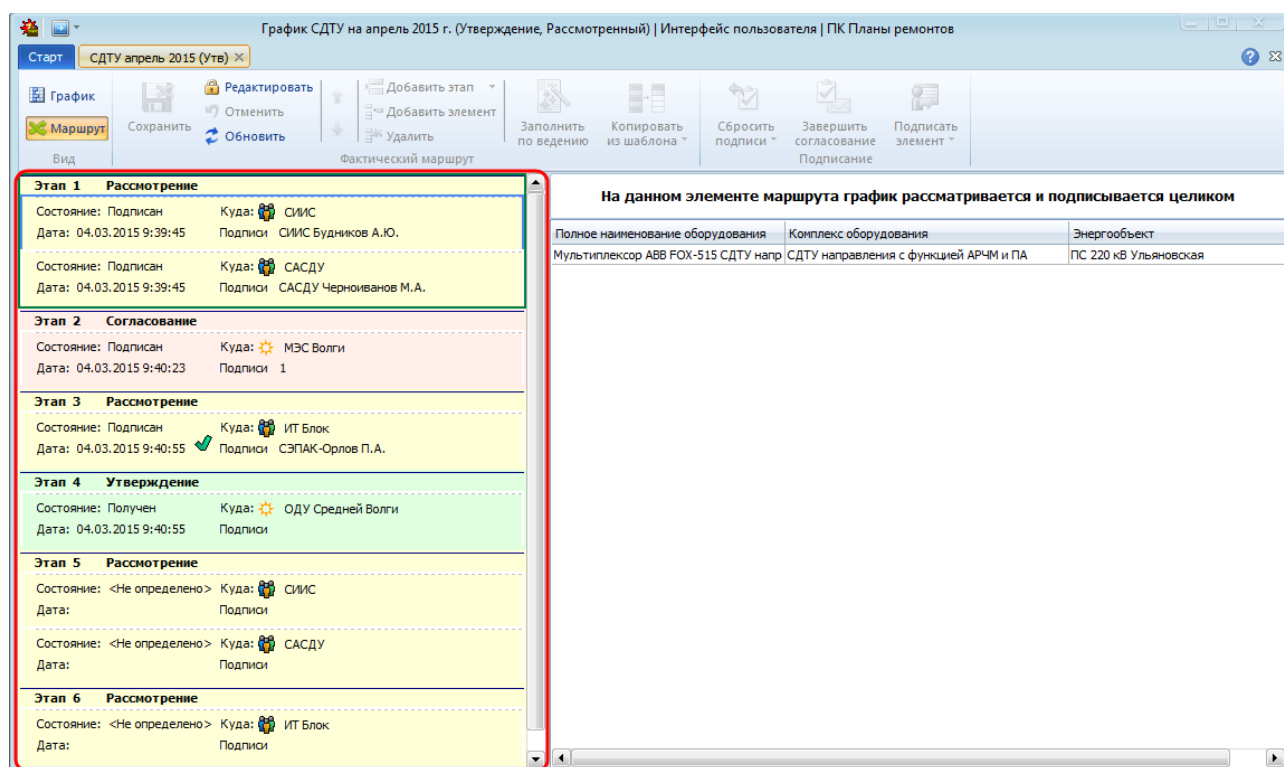 График СДТУ на апрель 2015 г. (Утверждение, Рассмотренный) | Интерфейс пользователя | ПК Планы ремонтов
Старт СДТУ апрель 2015 (Утв)
График
Маршрут
Вид
Сохранить
Редактировать
Отменить
Обновить
Добавить этап
Добавить элемент
Удалить
Фактический маршрут
Заполнить по ведению
Копировать из шаблона
Сбросить подписи
Завершить согласование
Подписать элемент
Подписание
Этап 1 Рассмотрение
Состояние: Подписан Куда: СИИС
Дата: 04.03.2015 9:39:45 Подписи СИИС Будников А.Ю.
Состояние: Подписан Куда: САСДУ
Дата: 04.03.2015 9:39:45 Подписи САСДУ Черноиванов М.А.
Этап 2 Согласование
Состояние: Подписан Куда: МЭС Волги
Дата: 04.03.2015 9:40:23 Подписи 1
Этап 3 Рассмотрение
Состояние: Подписан Куда: ИТ Блок
Дата: 04.03.2015 9:40:55 Подписи СЭПАК-Орлов П.А.
Этап 4 Утверждение
Состояние: Получен Куда: ОДУ Средней Волги
Дата: 04.03.2015 9:40:55 Подписи
Этап 5 Рассмотрение
Состояние: <Не определено> Куда: СИИС
Дата: Подписи
Состояние: <Не определено> Куда: САСДУ
Дата: Подписи
Этап 6 Рассмотрение
Состояние: <Не определено> Куда: ИТ Блок
Дата: Подписи
На данном элементе маршрута график рассматривается и подписывается целиком
Полное наименование оборудования Комплекс оборудования Энергообъект
Мультиплексор ABB FOX-515 СДТУ напр СДТУ направления с функцией АРЧМ и ПА ПС 220 кВ Ульяновская